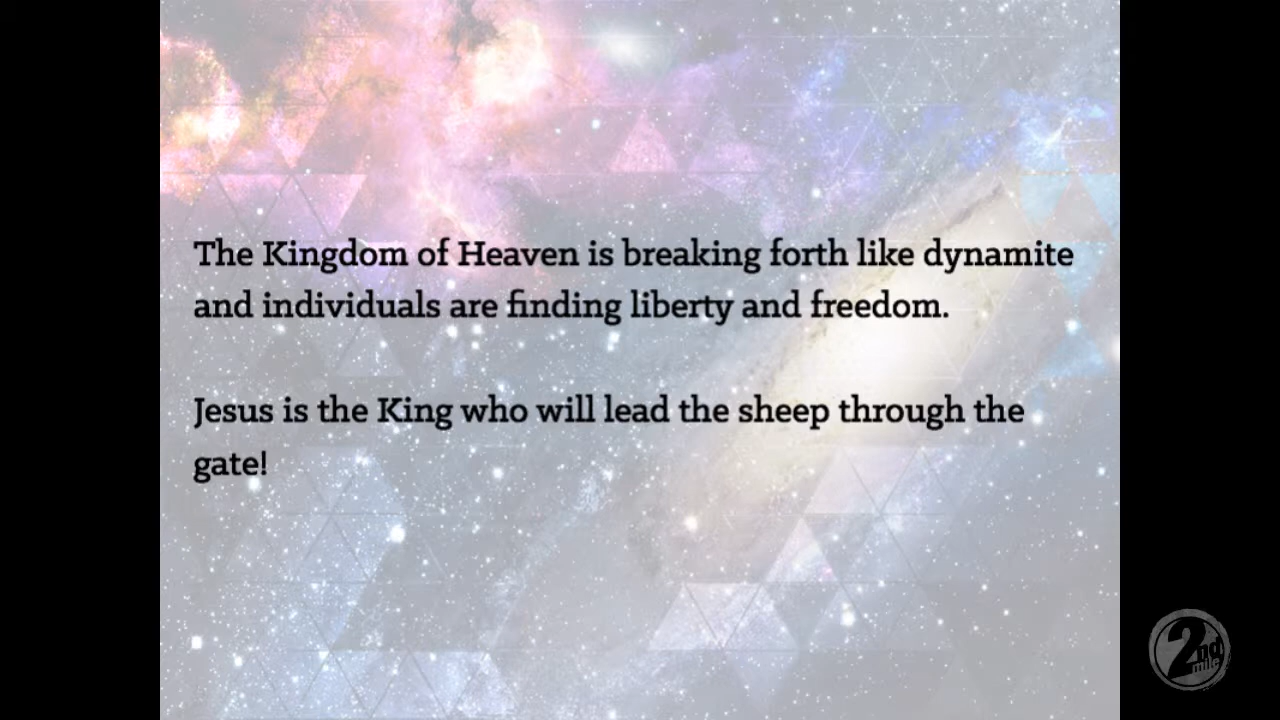 The Kingdom of Heaven is breaking forth like dynamite
and individuals are finding liberty and freedom.
Jesus is the King who will lead the sheep through the
gate!
2nd
mile